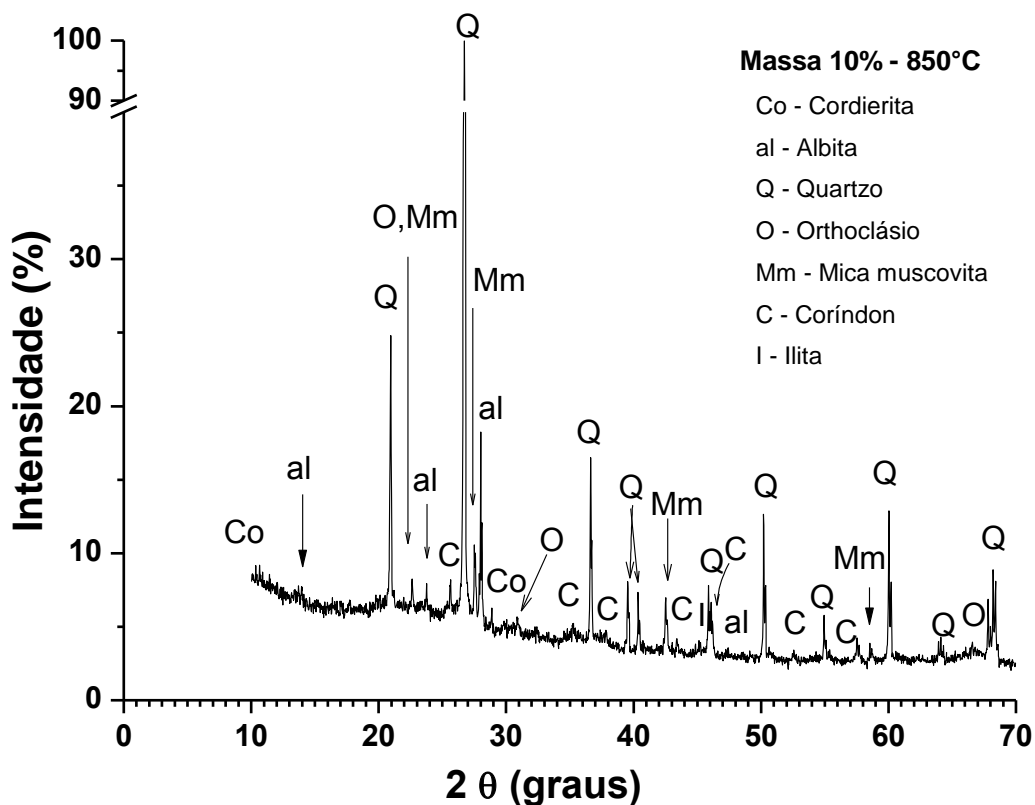 Massa 10% - 850°C
Co - Cordierita
al - Albita
Q - Quartzo
O - Orthoclásio
Mm - Mica muscovita
C - Coríndon
I - Ilita
Intensidade (%)
100
90
30
20
10
0
Co
al
Q
O,Mm
al
C
Q
Mm
al
Co
O
C
Q
C
Q
Mm
C
I
Q
C
al
Q
C
Q
C
Mm
Q
Q
O
Q
0 10 20 30 40 50 60 70
2 θ (graus)